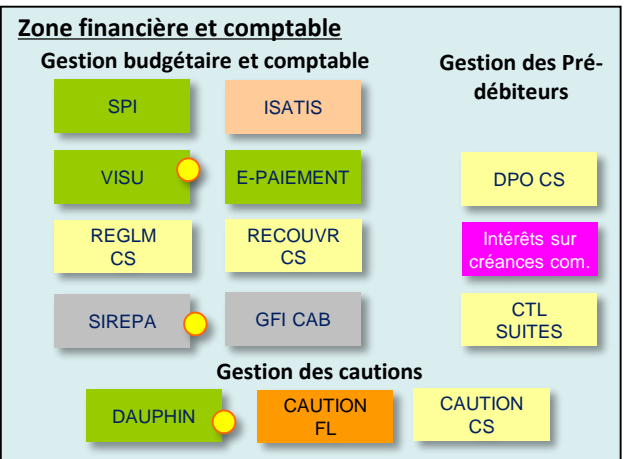 Zone financière et comptable
Gestion budgétaire et comptable
SPI
ISATIS
VISU
E-PAIEMENT
REGLM
CS
RECOUVR
CS
SIREPA
GFI CAB
Gestion des Pré-
débiteurs
DPO CS
Intérêts sur
créances com.
CTL
SUITES
Gestion des cautions
DAUPHIN
CAUTION
FL
CAUTION
CS